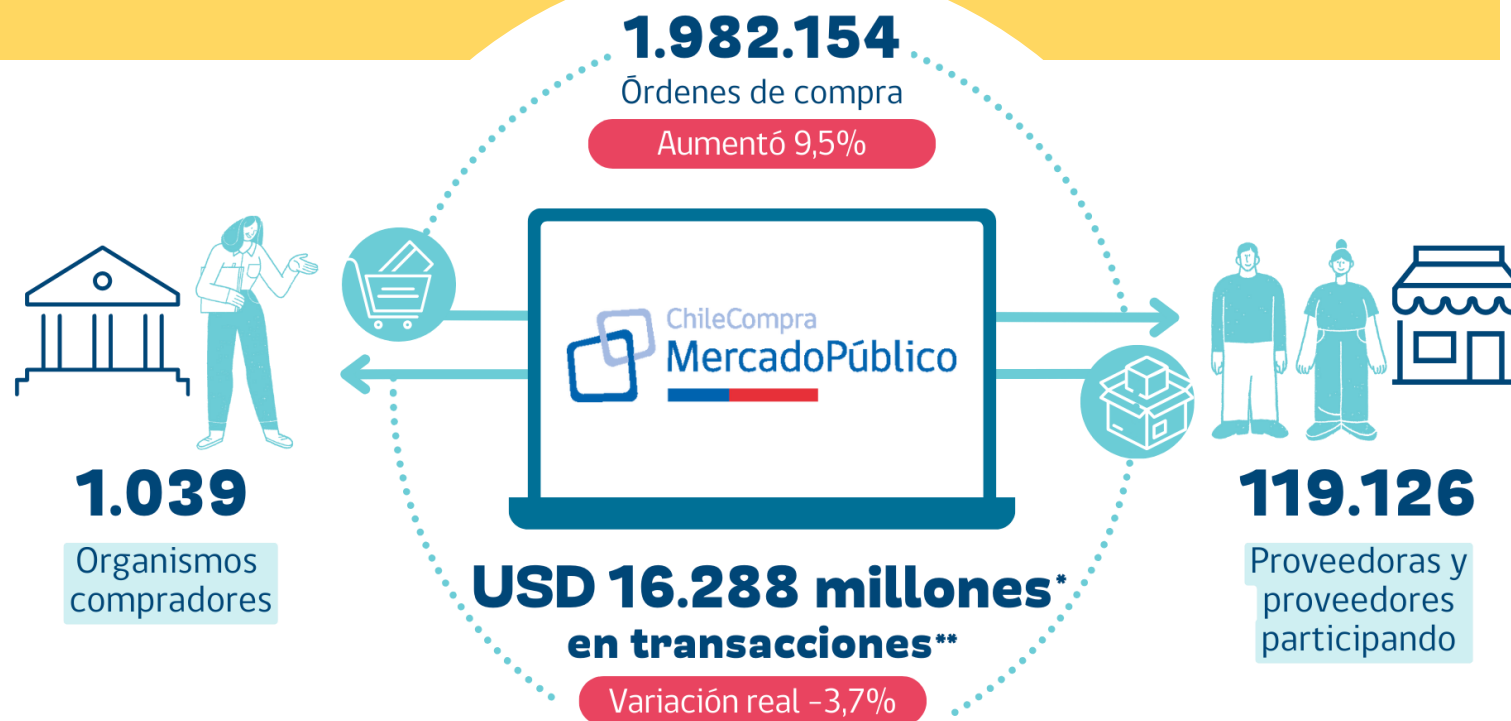 1.982.154
Órdenes de compra
Aumentó 9,5%
ChileCompra
MercadoPúblico
1.039
Organismos
compradores
119.126
Proveedoras y
proveedores
participando
USD 16.288 millones*
en transacciones**
Variación real -3,7%